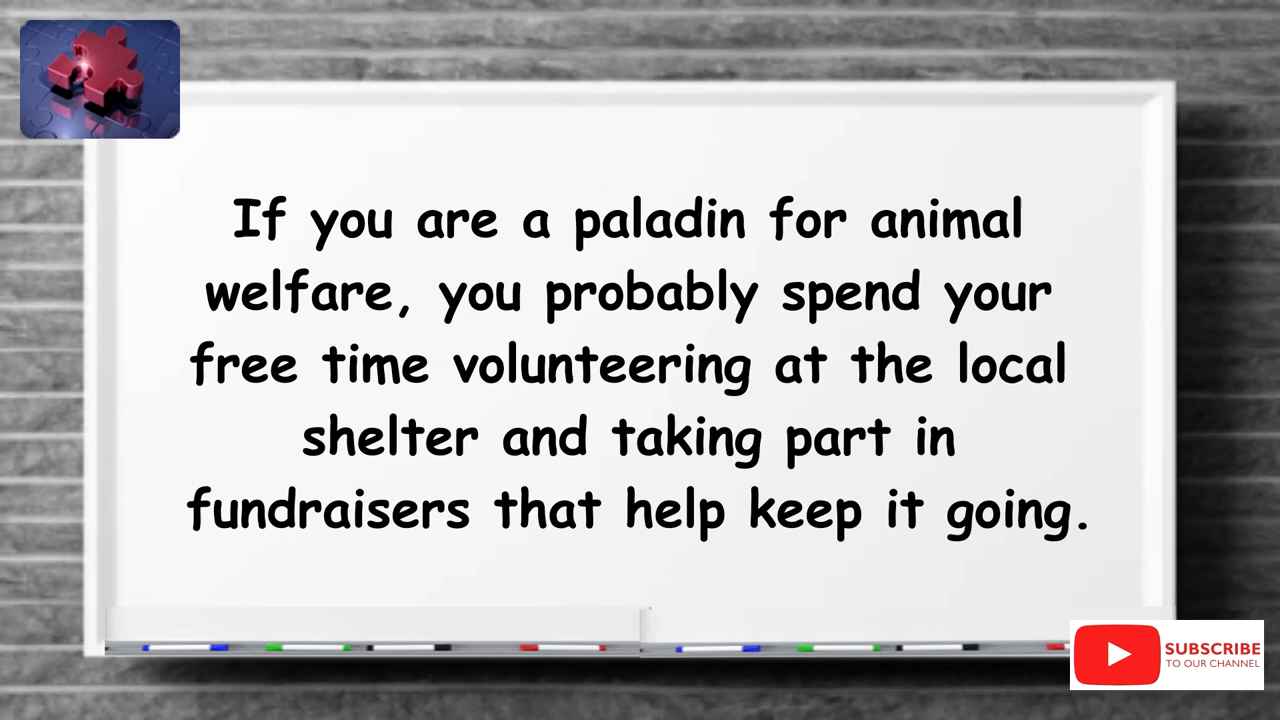 If you are a paladin for animal
welfare, you probably spend your
free time volunteering at the local
shelter and taking part in
fundraisers that help keep it going.
SUBSCRIBE
TO OUR CHANNEL